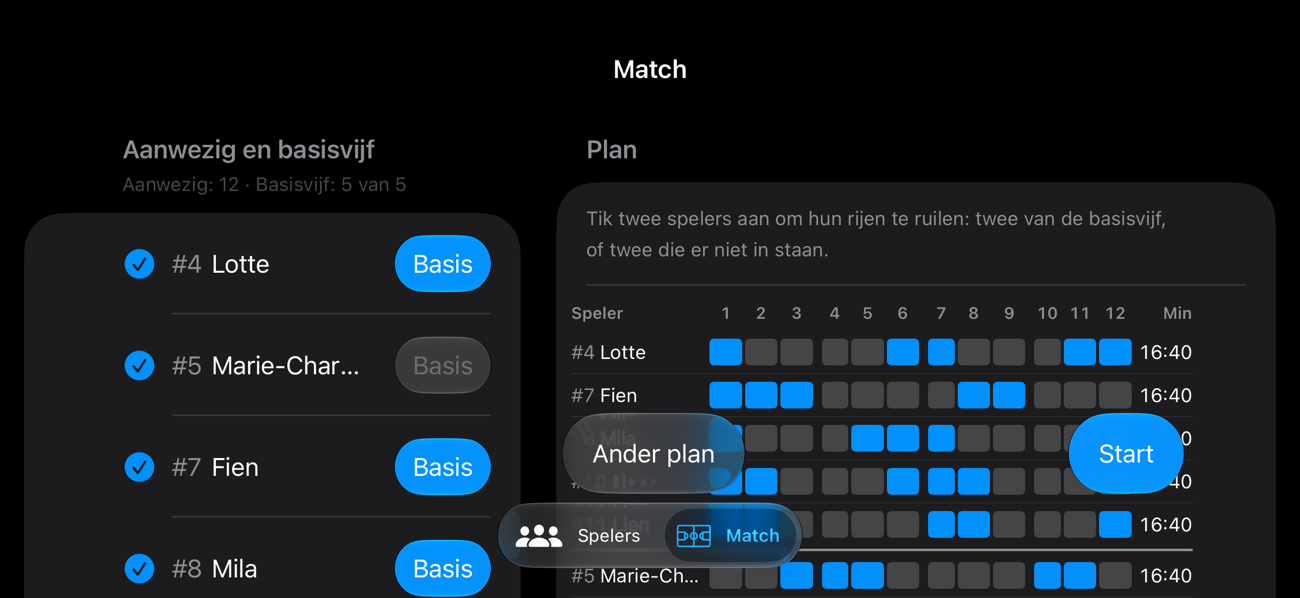 Match
Aanwezig en basisvijf
Aanwezig: 12 · Basisvijf: 5 van 5
#4 Lotte Basis
#5 Marie-Char... Basis
#7 Fien Basis
#8 Mila Basis
Plan
Tik twee spelers aan om hun rijen te ruilen: twee van de basisvijf,
of twee die er niet in staan.
Speler 1 2 3 4 5 6 7 8 9 10 11 12 Min
#4 Lotte 16:40
#7 Fien 16:40
Mila
Ander plan Start
40
Lien 16:40
#5 Marie-Ch... 16:40
Spelers Match